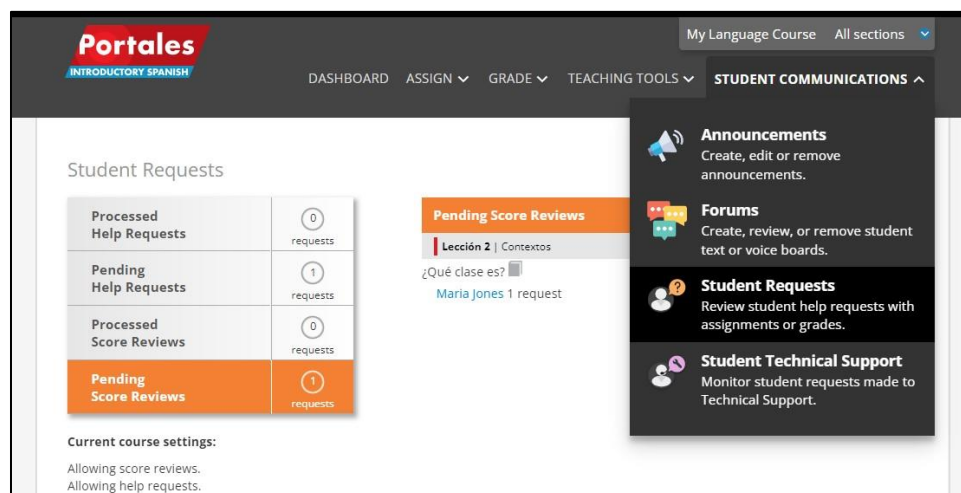 Portales
INTRODUCTORY SPANISH
My Language Course All sections
DASHBOARD ASSIGN GRADE TEACHING TOOLS STUDENT COMMUNICATIONS
Announcements
Create, edit or remove
announcements.
Forums
Create, review, or remove student
text or voice boards.
Student Requests
Review student help requests with
assignments or grades.
Student Technical Support
Monitor student requests made to
Technical Support.
Student Requests
Processed
Help Requests
0
requests
Pending
Help Requests
1
requests
Processed
Score Reviews
0
requests
Pending
Score Reviews
1
requests
Pending Score Reviews
Lección 2 | Contextos
¿Qué clase es?
Maria Jones 1 request
Current course settings:
Allowing score reviews.
Allowing help requests.